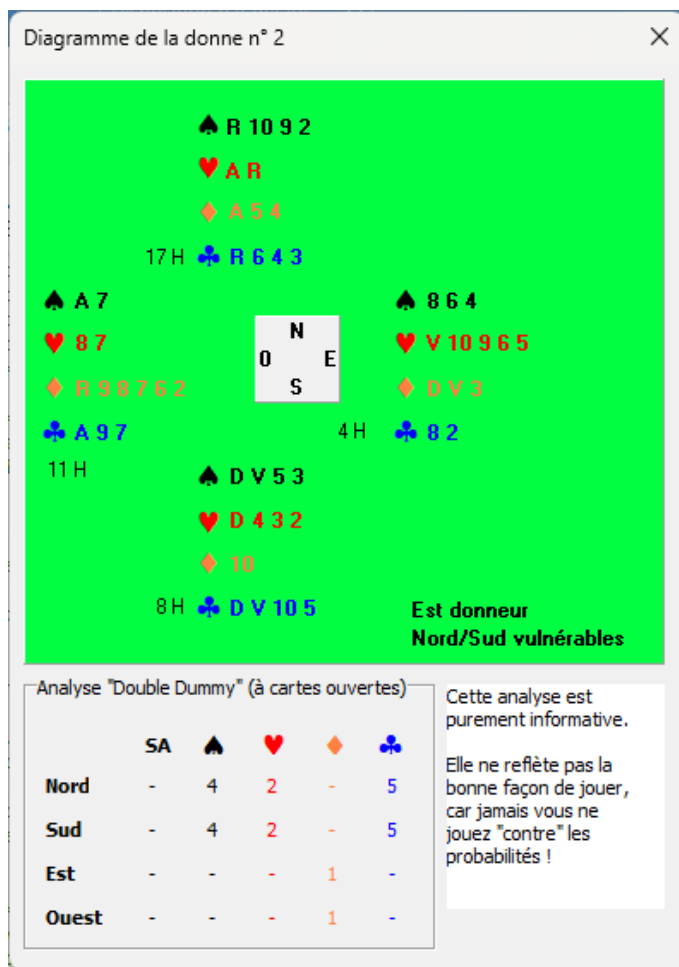 Diagramme de la donne n° 2
♠ R 10 9 2
♥ A R
♦ A 5 4
17 H ♣ R 6 4 3
♠ A 7
♥ 8 7
♦ R 9 8 7 6 2
♣ A 9 7
11 H
N
O E
S
♠ 8 6 4
♥ V 10 9 6 5
♦ D V 3
4 H ♣ 8 2
♠ D V 5 3
♥ D 4 3 2
♦ 10
8 H ♣ D V 10 5
Est donneur
Nord/Sud vulnérables
Analyse "Double Dummy" (à cartes ouvertes)
SA ♠ ♥ ♦ ♣
Nord - 4 2 - 5
Sud - 4 2 - 5
Est - - - 1 -
Ouest - - - 1 -
Cette analyse est
purement informative.
Elle ne reflète pas la
bonne façon de jouer,
car jamais vous ne
jouez "contre" les
probabilités !